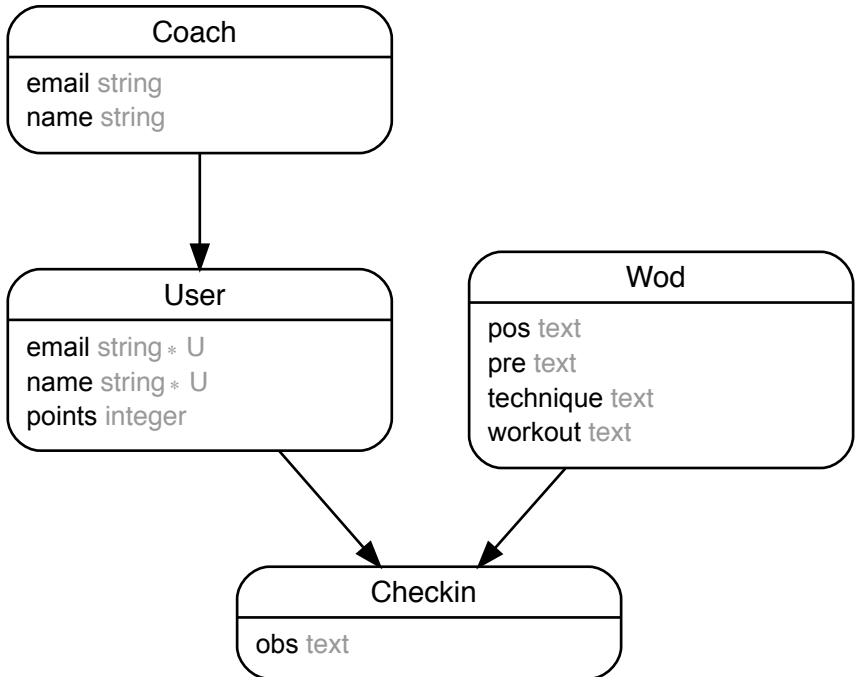 Coach
email string
name string
User
email string * U
name string * U
points integer
Wod
pos text
pre text
technique text
workout text
Checkin
obs text